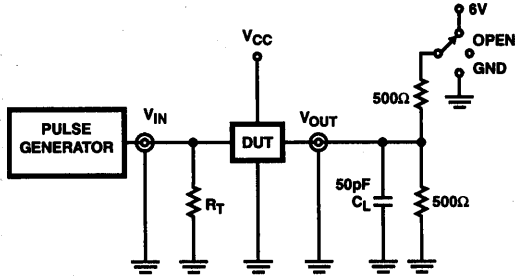 6V
OPEN
GND
VCC
500Ω
VIN
VOUT
PULSE
GENERATOR
DUT
RT
50pF
CL
500Ω